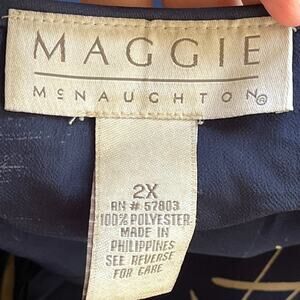 MAGGIE
McNAUGHTON®
2X
RN # 57803
100% POLYESTER
MADE IN
PHILIPPINES
SEE REVERSE
FOR CARE